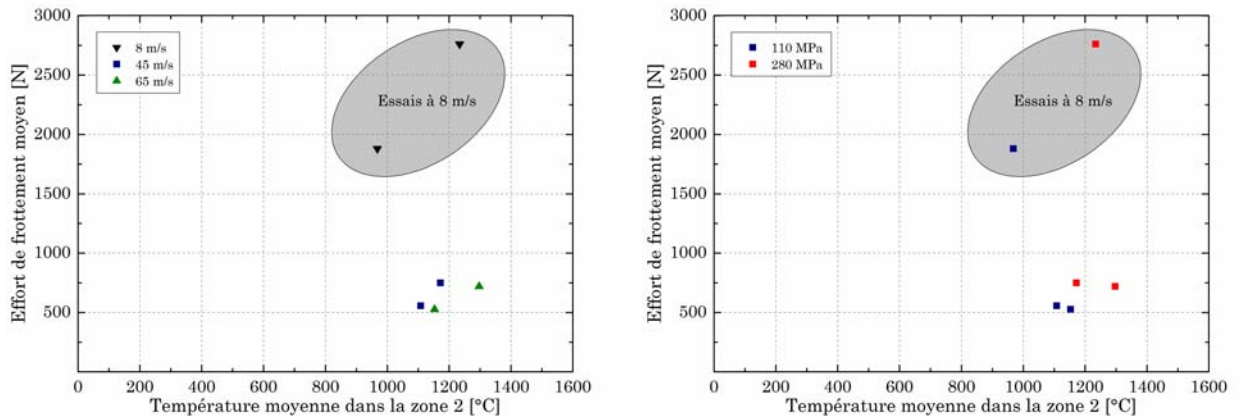 3000
2500
2000
1500
1000
500
0 200 400 600 800 1000 1200 1400 1600
Effort de frottement moyen [N]
Température moyenne dans la zone 2 [°C]
8 m/s
45 m/s
65 m/s
Essais à 8 m/s
3000
2500
2000
1500
1000
500
0 200 400 600 800 1000 1200 1400 1600
Effort de frottement moyen [N]
Température moyenne dans la zone 2 [°C]
110 MPa
280 MPa
Essais à 8 m/s